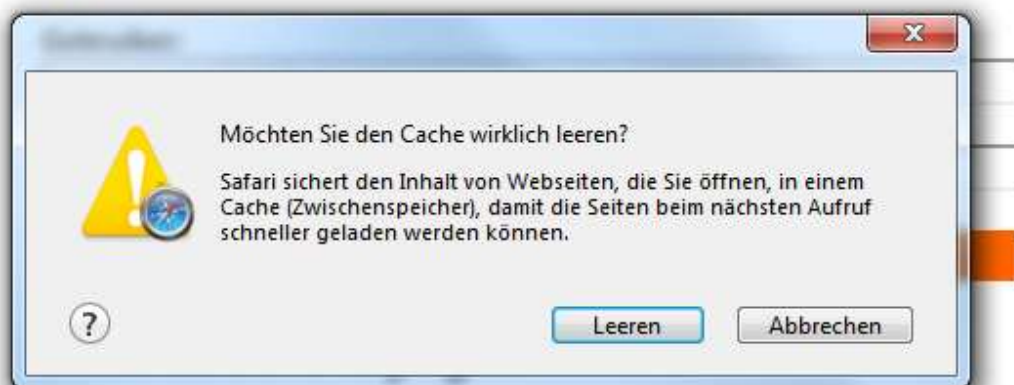 Möchten Sie den Cache wirklich leeren?
Safari sichert den Inhalt von Webseiten, die Sie öffnen, in einem
Cache (Zwischenspeicher), damit die Seiten beim nächsten Aufruf
schneller geladen werden können.
?
Leeren
Abbrechen